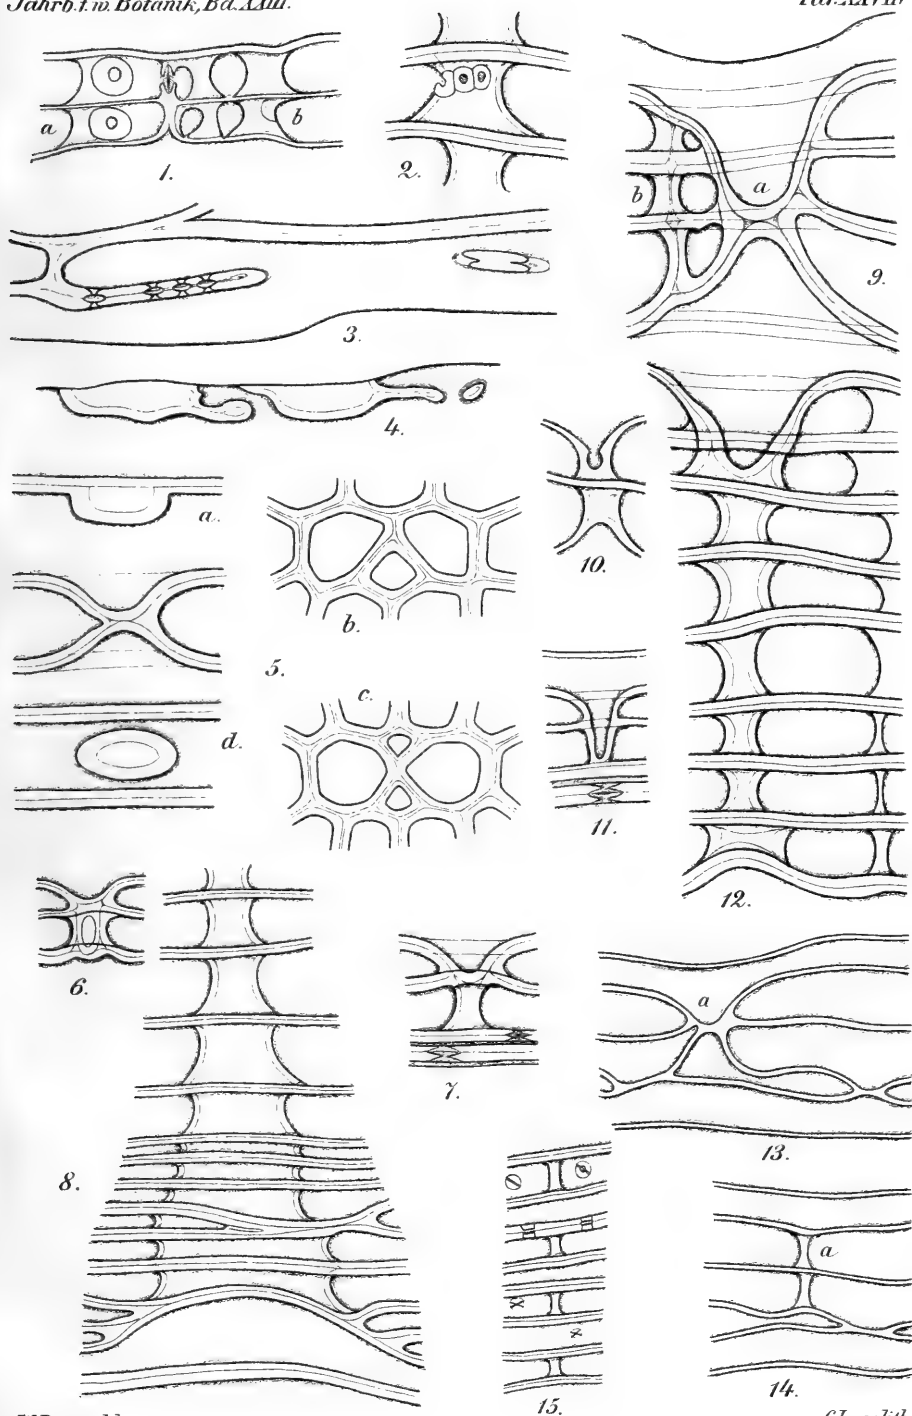 Jahrb. f. w. Botanik, Bd. XXIII.
1.
a
b
2.
9.
a
b
3.
4.
10.
5.
a.
b.
c.
d.
11.
12.
6.
7.
8.
13.
a
14.
a
15.